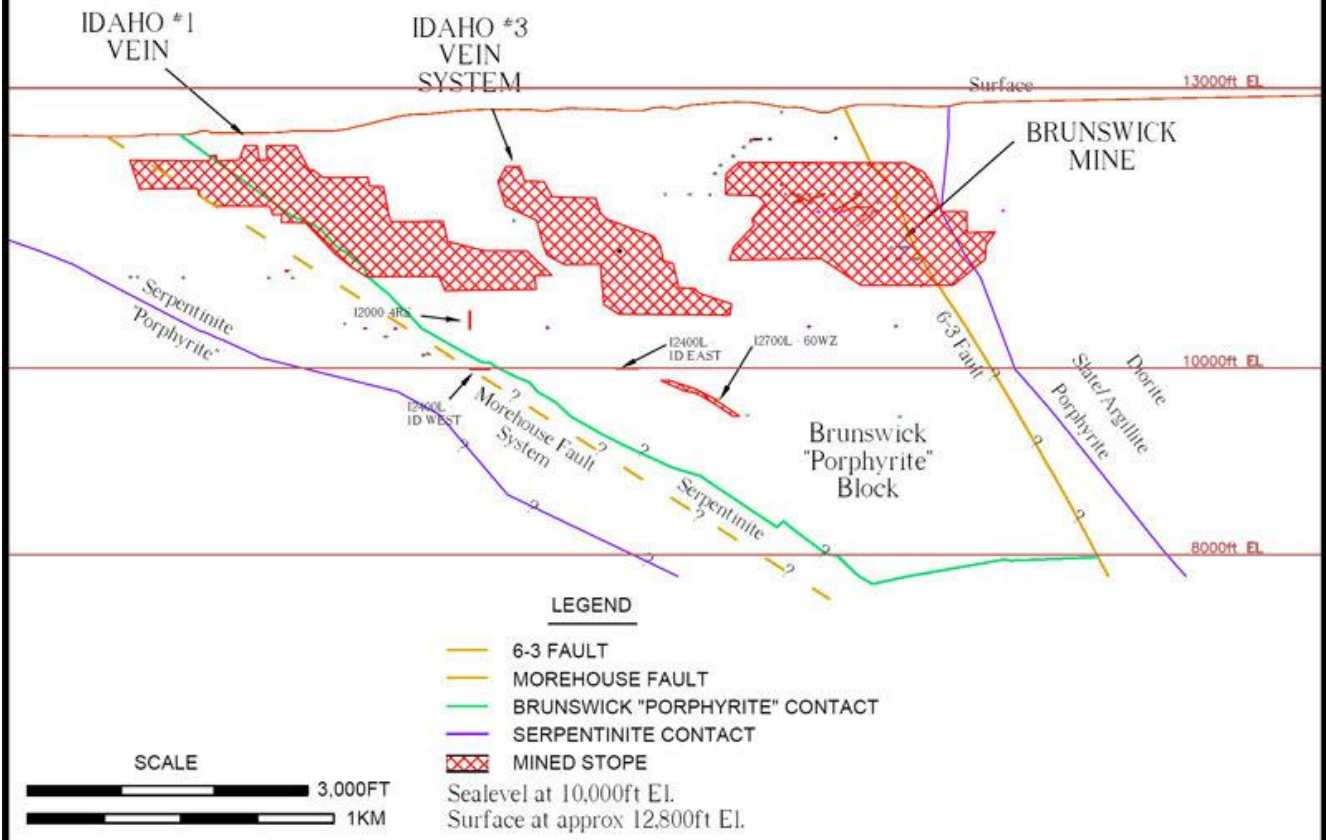 IDAHO #1
VEIN
IDAHO #3
VEIN
SYSTEM
Surface
13000ft EL
BRUNSWICK
MINE
Serpentinite
"Porphyrite"
I2000 4RS
I2400L -
1D EAST
I2700L - 60WZ
6-3 Fault
10000ft EL
I2400L -
1D WEST
?
Morehouse Fault
System
?
?
?
Brunswick
"Porphyrite"
Block
Diorite
Slate/Argillite
Porphyrite
?
?
?
?
Serpentinite
?
?
?
?
?
8000ft EL
LEGEND
6-3 FAULT
MOREHOUSE FAULT
BRUNSWICK "PORPHYRITE" CONTACT
SERPENTINITE CONTACT
MINED STOPE
SCALE
3,000FT
1KM
Sealevel at 10,000ft El.
Surface at approx 12,800ft El.